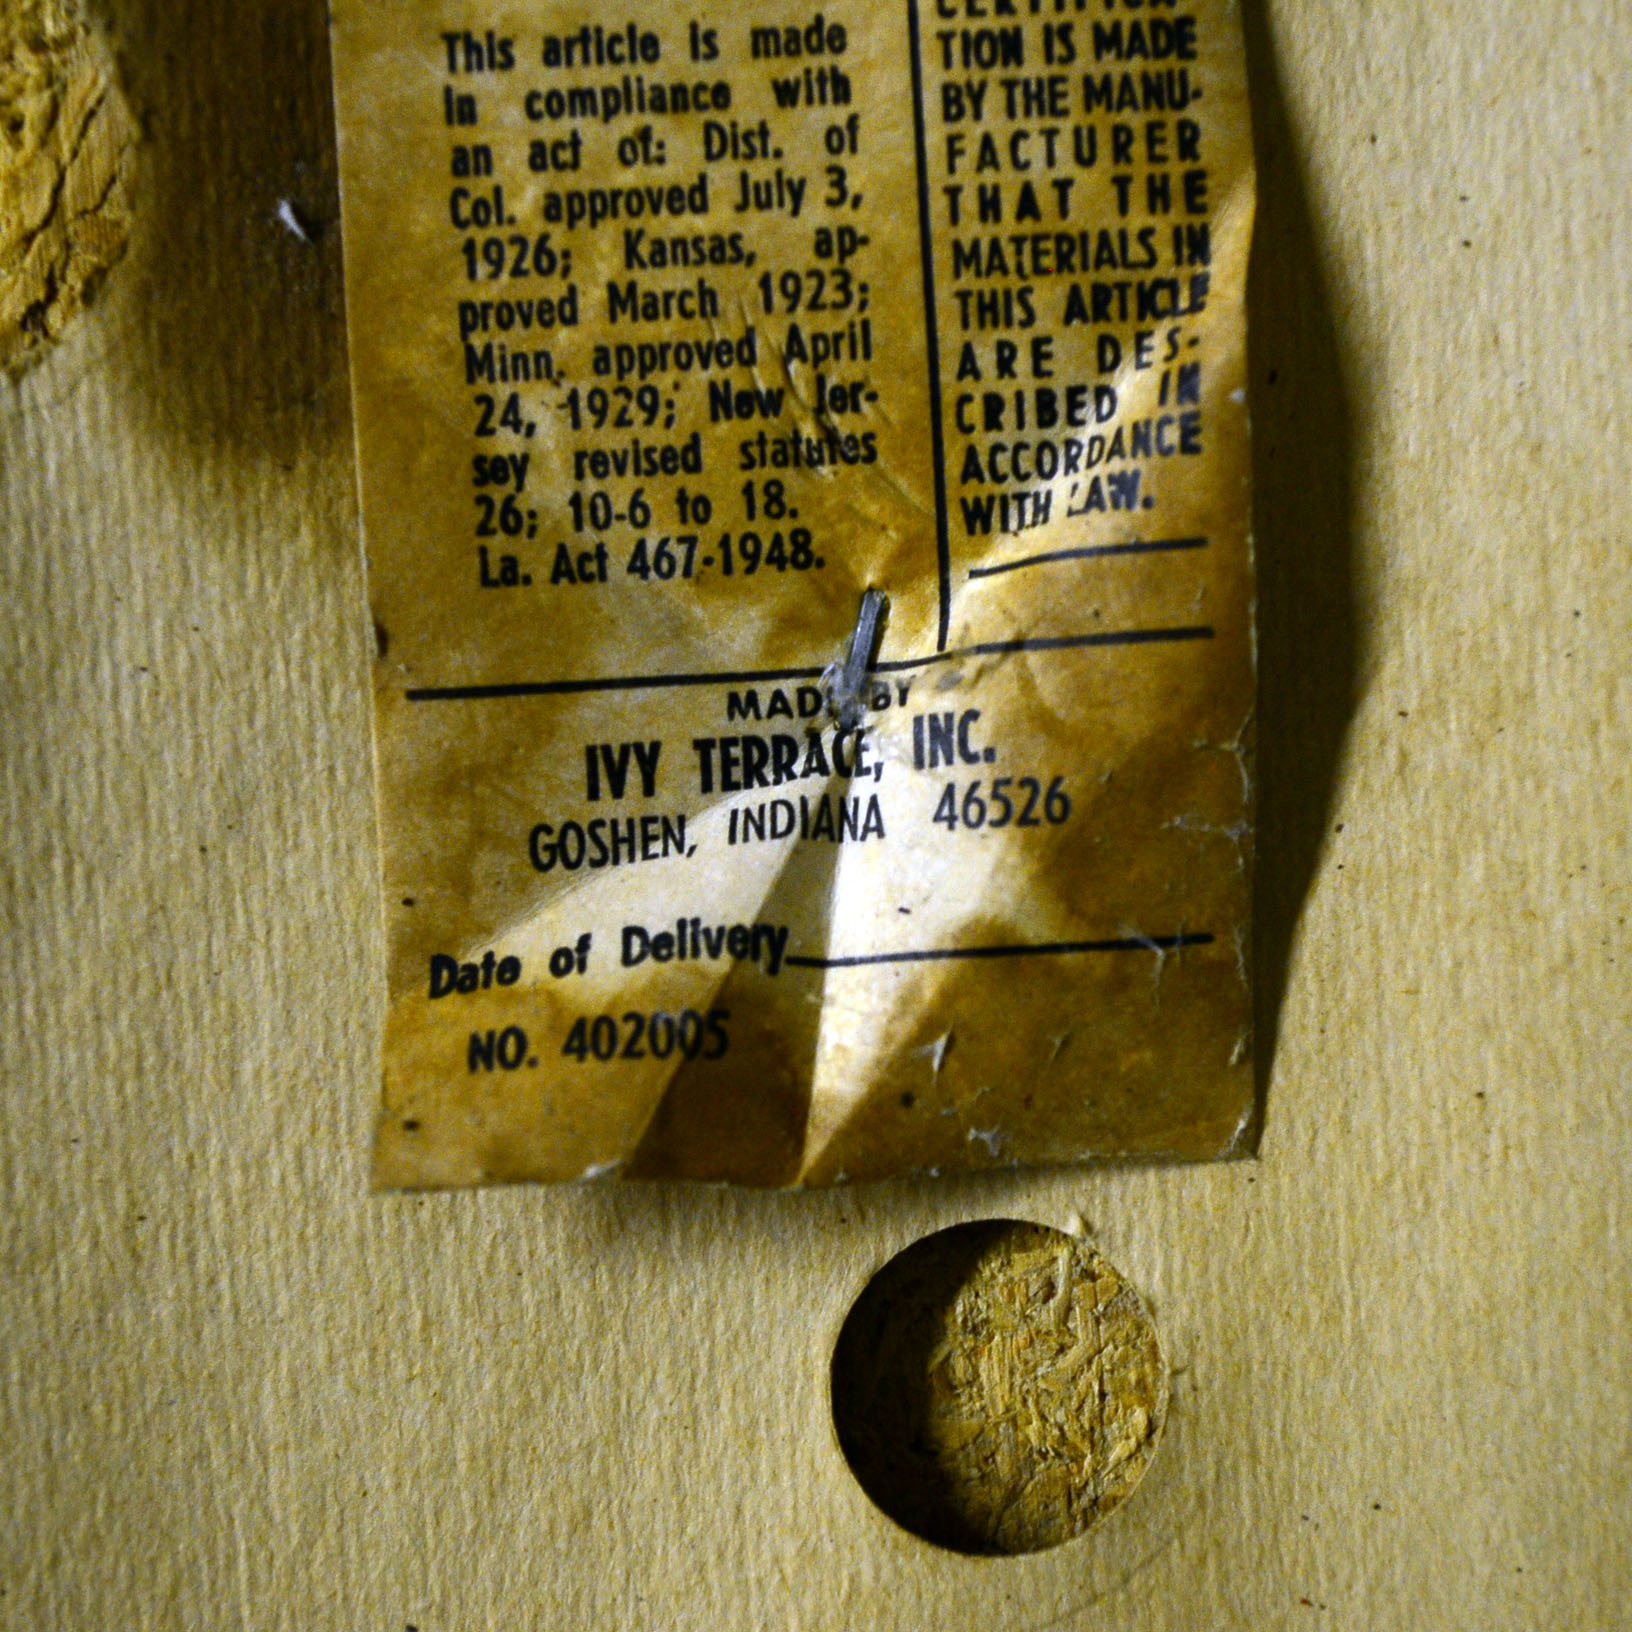 This article is made
in compliance with
an act of: Dist. of
Col. approved July 3,
1926; Kansas, ap-
proved March 1923;
Minn. approved April
24, 1929; New Jer-
sey revised statutes
26; 10-6 to 18.
La. Act 467-1948.
CERTIFICA-
TION IS MADE
BY THE MANU-
FACTURER
THAT THE
MATERIALS IN
THIS ARTICLE
ARE DES-
CRIBED IN
ACCORDANCE
WITH LAW.
MADE BY
IVY TERRACE, INC.
GOSHEN, INDIANA 46526
Date of Delivery
NO. 402005